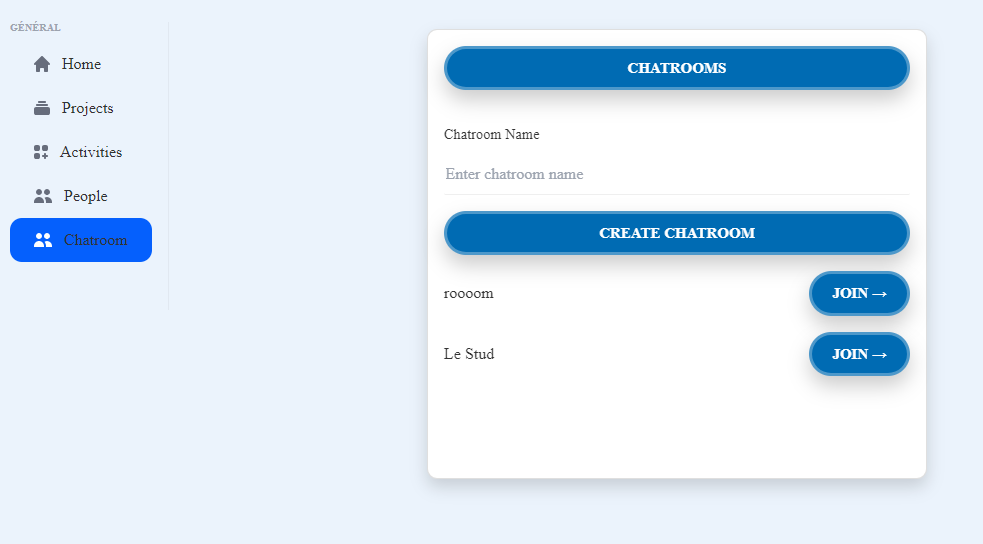 GÉNÉRAL
Home
Projects
Activities
People
Chatroom
CHATROOMS
Chatroom Name
Enter chatroom name
CREATE CHATROOM
roooom
JOIN →
Le Stud
JOIN →